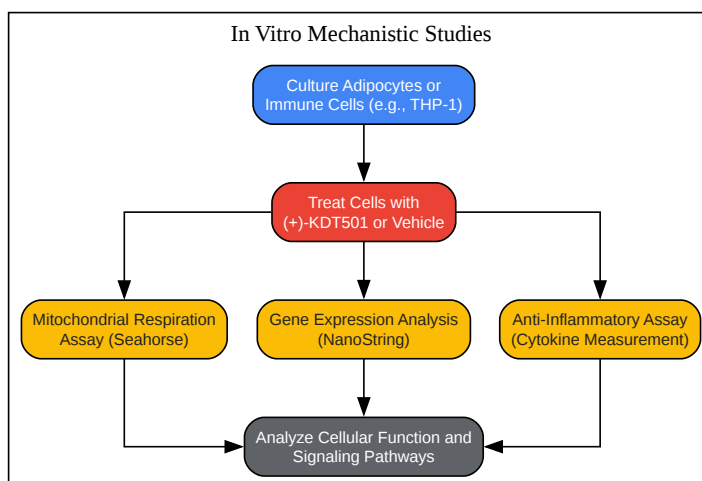 In Vitro Mechanistic Studies
Culture Adipocytes or
Immune Cells (e.g., THP-1)
Treat Cells with
(+)-KDT501 or Vehicle
Mitochondrial Respiration
Assay (Seahorse)
Gene Expression Analysis
(NanoString)
Anti-Inflammatory Assay
(Cytokine Measurement)
Analyze Cellular Function and
Signaling Pathways